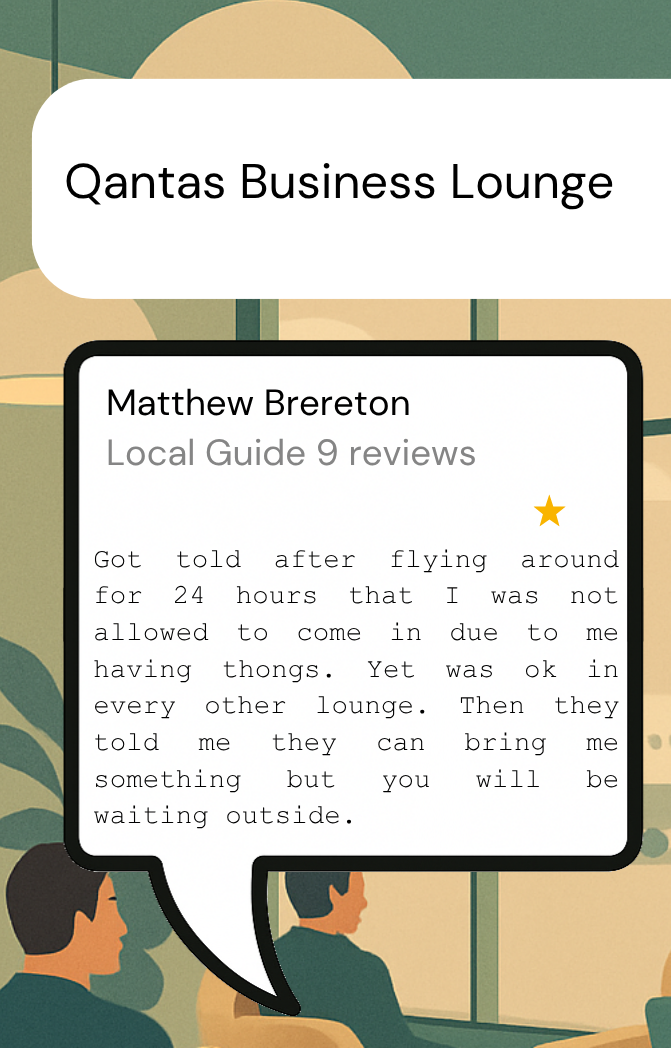 Qantas Business Lounge
Matthew Brereton
Local Guide 9 reviews
Got told after flying around
for 24 hours that I was not
allowed to come in due to me
having thongs. Yet was ok in
every other lounge. Then they
told me they can bring me
something but you will be
waiting outside.